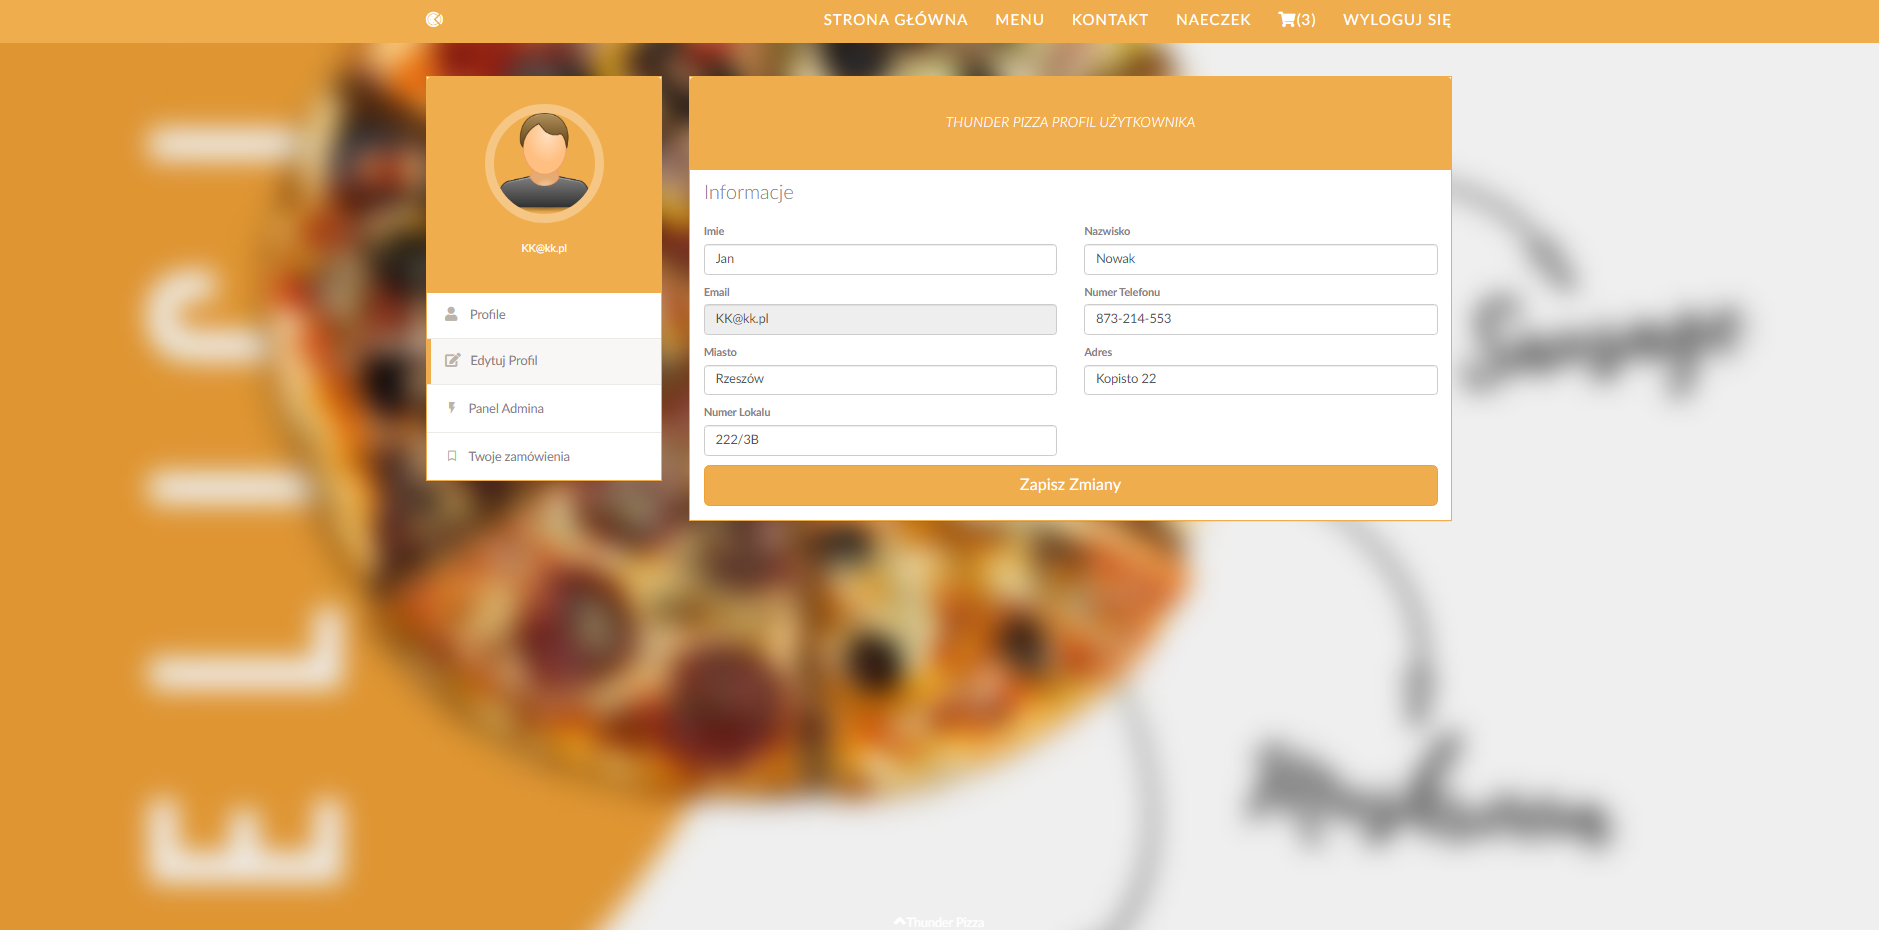 STRONA GŁÓWNA MENU KONTAKT NAECZEK (3) WYLOGUJ SIĘ
KK@kk.pl
Profile
Edytuj Profil
Panel Admina
Twoje zamówienia
THUNDER PIZZA PROFIL UŻYTKOWNIKA
Informacje
Imie Nazwisko
Jan Nowak
Email Numer Telefonu
KK@kk.pl 873-214-553
Miasto Adres
Rzeszów Kopisto 22
Numer Lokalu
222/3B
Zapisz Zmiany
Thunder Pizza